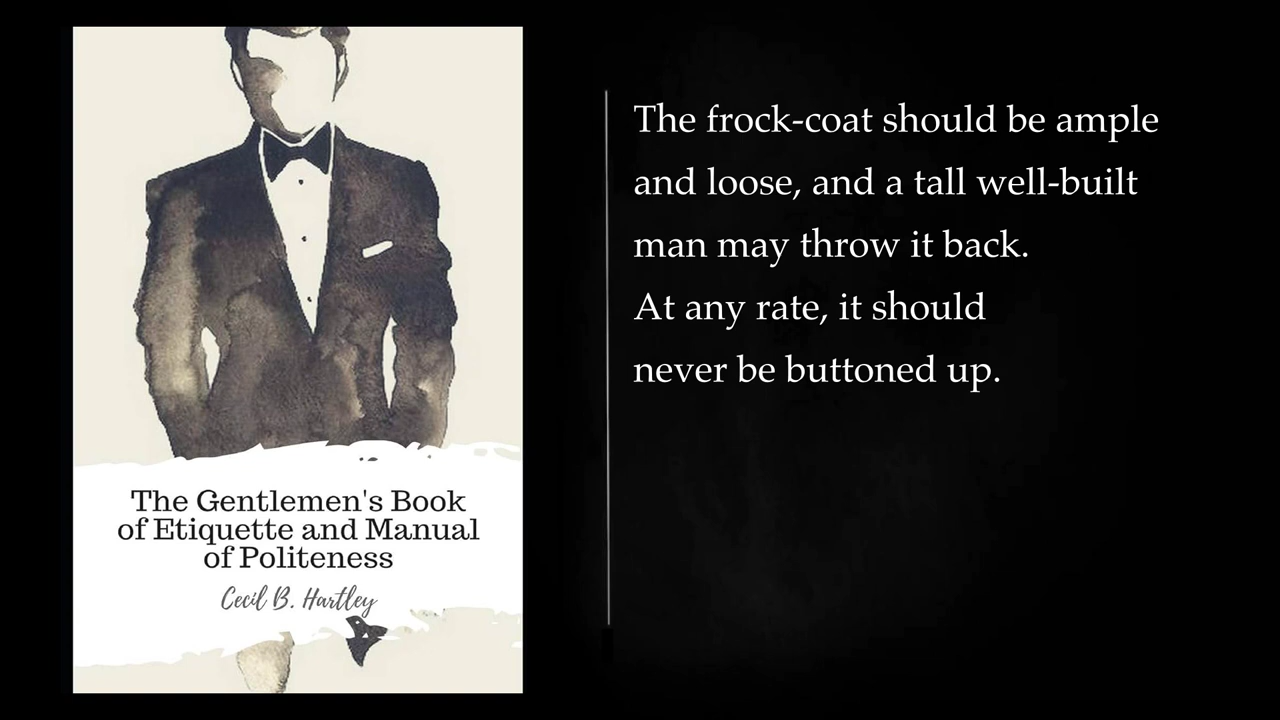 The Gentlemen's Book
of Etiquette and Manual
of Politeness
Cecil B. Hartley
The frock-coat should be ample
and loose, and a tall well-built
man may throw it back.
At any rate, it should
never be buttoned up.